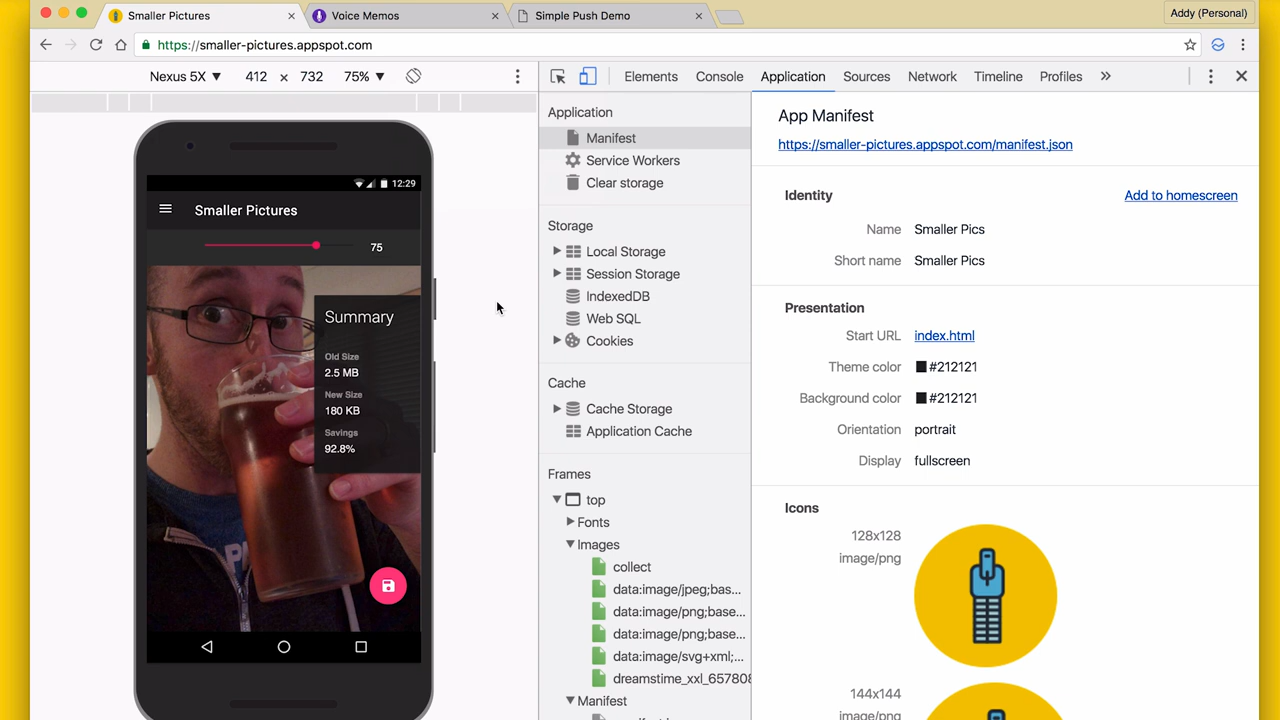 Smaller Pictures
Voice Memos
Simple Push Demo
Addy (Personal)
https://smaller-pictures.appspot.com
Nexus 5X ▼ 412 × 732 75% ▼
Elements Console Application Sources Network Timeline Profiles »
12:29
Smaller Pictures
75
Summary
Old Size
2.5 MB
New Size
180 KB
Savings
92.8%
Application
Manifest
Service Workers
Clear storage
Storage
Local Storage
Session Storage
IndexedDB
Web SQL
Cookies
Cache
Cache Storage
Application Cache
Frames
top
Fonts
Images
collect
data:image/jpeg;bas...
data:image/png;base...
data:image/png;base...
data:image/svg+xml;...
dreamstime_xxl_65780
Manifest
App Manifest
https://smaller-pictures.appspot.com/manifest.json
Identity
Add to homescreen
Name Smaller Pics
Short name Smaller Pics
Presentation
Start URL index.html
Theme color #212121
Background color #212121
Orientation portrait
Display fullscreen
Icons
128x128
image/png
144x144
image/png